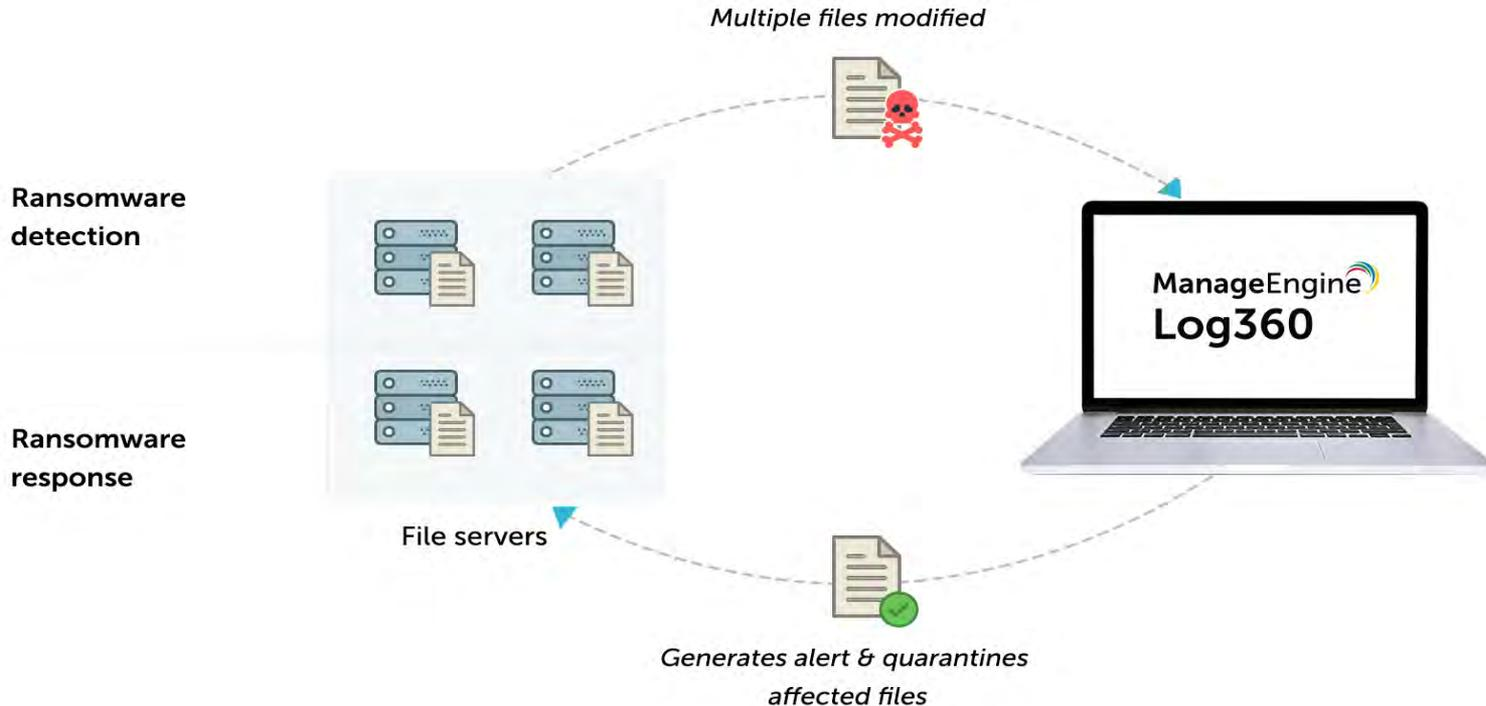 Multiple files modified
Ransomware
detection
ManageEngine
Log360
Ransomware
response
File servers
Generates alert & quarantines
affected files